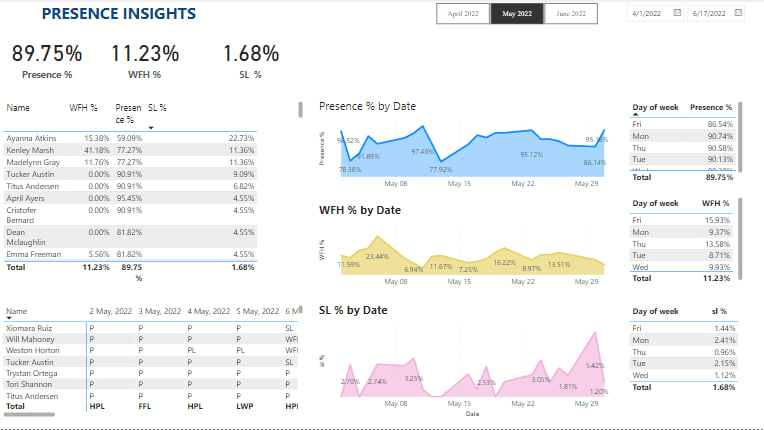 PRESENCE INSIGHTS
April 2022 May 2022 June 2022
4/1/2022 6/17/2022
89.75% 11.23% 1.68%
Presence % WFH % SL %
Name WFH % Presen SL %
ce %
Ayanna Atkins 15.38% 59.09% 22.73%
Kenley Marsh 41.18% 77.27% 11.36%
Madelynn Gray 11.76% 77.27% 11.36%
Tucker Austin 0.00% 90.91% 9.09%
Titus Andersen 0.00% 90.91% 6.82%
April Ayers 0.00% 95.45% 4.55%
Cristofer 0.00% 90.91% 4.55%
Bernard
Dean 0.00% 81.82% 4.55%
Mclaughlin
Emma Freeman 5.56% 81.82% 4.55%
Total 11.23% 89.75 1.68%
%
Presence % by Date
Presence %
78.38% 91.89% 97.40% 77.92% 95.12% 86.14%
May 08 May 15 May 22 May 29
Day of week Presence %
Fri 86.54%
Mon 90.74%
Thu 90.58%
Tue 90.13%
Total 89.75%
WFH % by Date
WFH %
11.59% 23.44% 6.94% 11.67% 7.25% 16.22% 8.97% 13.51%
May 08 May 15 May 22 May 29
Day of week WFH %
Fri 15.93%
Mon 9.37%
Thu 13.58%
Tue 8.71%
Wed 9.93%
Total 11.23%
Name 2 May, 2022 3 May, 2022 4 May, 2022 5 May, 2022 6 M
Xiomara Ruiz P P P P SL
Will Mahoney P P P P WF
Weston Horton P P PL PL WF
Tucker Austin P P P P SL
Trystan Ortega P P P P P
Tori Shannon P P P P P
Titus Andersen P P P P P
Total HPL FFL HPL LWP HP
SL % by Date
sl %
2.70% 2.74% 3.25% 2.53% 3.05% 1.81% 5.42% 1.20%
May 08 May 15 May 22 May 29
Date
Day of week sl %
Fri 1.44%
Mon 2.41%
Thu 0.96%
Tue 2.15%
Wed 1.12%
Total 1.68%